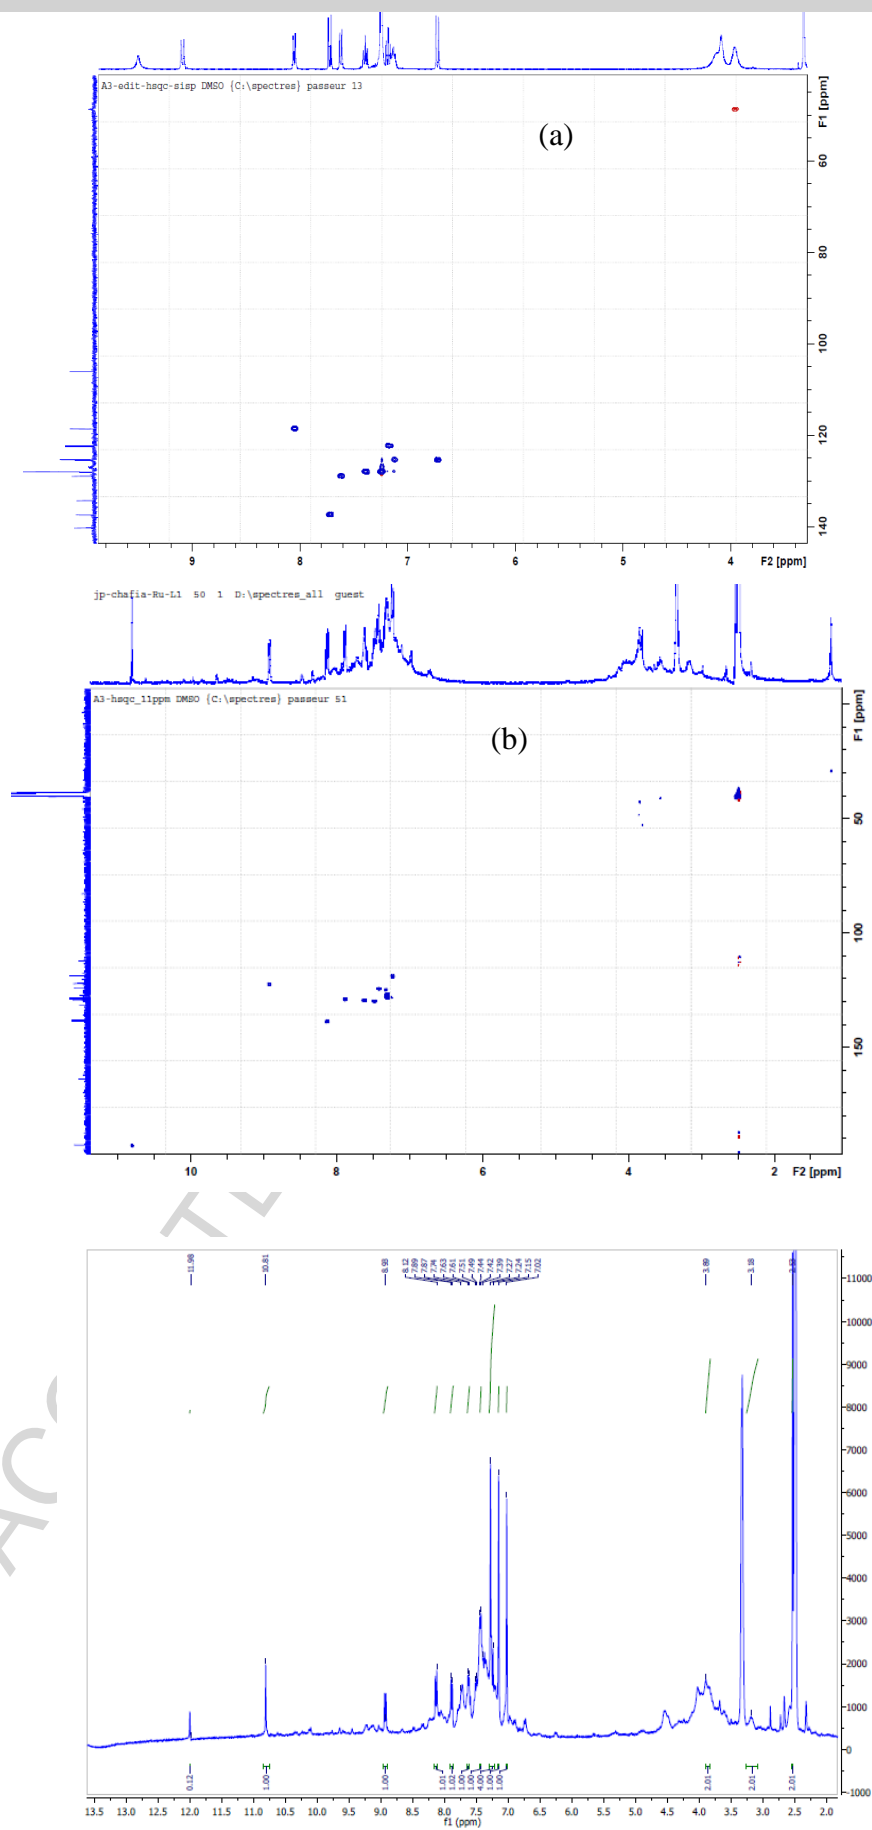 A3-edit-hsqc-sisp DMSO {C:\spectres} passeur 13
(a)
F1 [ppm]
60
80
100
120
140
9 8 7 6 5 4 F2 [ppm]
jp-chafia-Ru-L1 50 1 D:\spectres_all guest
A3-hsqc_11ppm DMSO {C:\spectres} passeur 51
(b)
F1 [ppm]
50
100
150
10 8 6 4 2 F2 [ppm]
11.98 10.81 8.93 8.12 7.89 7.87 7.74 7.63 7.61 7.51 7.49 7.44 7.42 7.39 7.27 7.24 7.15 7.02 3.89 3.18
11000
10000
9000
8000
7000
6000
5000
4000
3000
2000
1000
0
-1000
0.12 1.00 1.00 1.01 1.02 1.00 1.00 4.00 1.00 1.00 2.01 2.01 2.01
13.5 13.0 12.5 12.0 11.5 11.0 10.5 10.0 9.5 9.0 8.5 8.0 7.5 7.0 6.5 6.0 5.5 5.0 4.5 4.0 3.5 3.0 2.5 2.0
f1 (ppm)